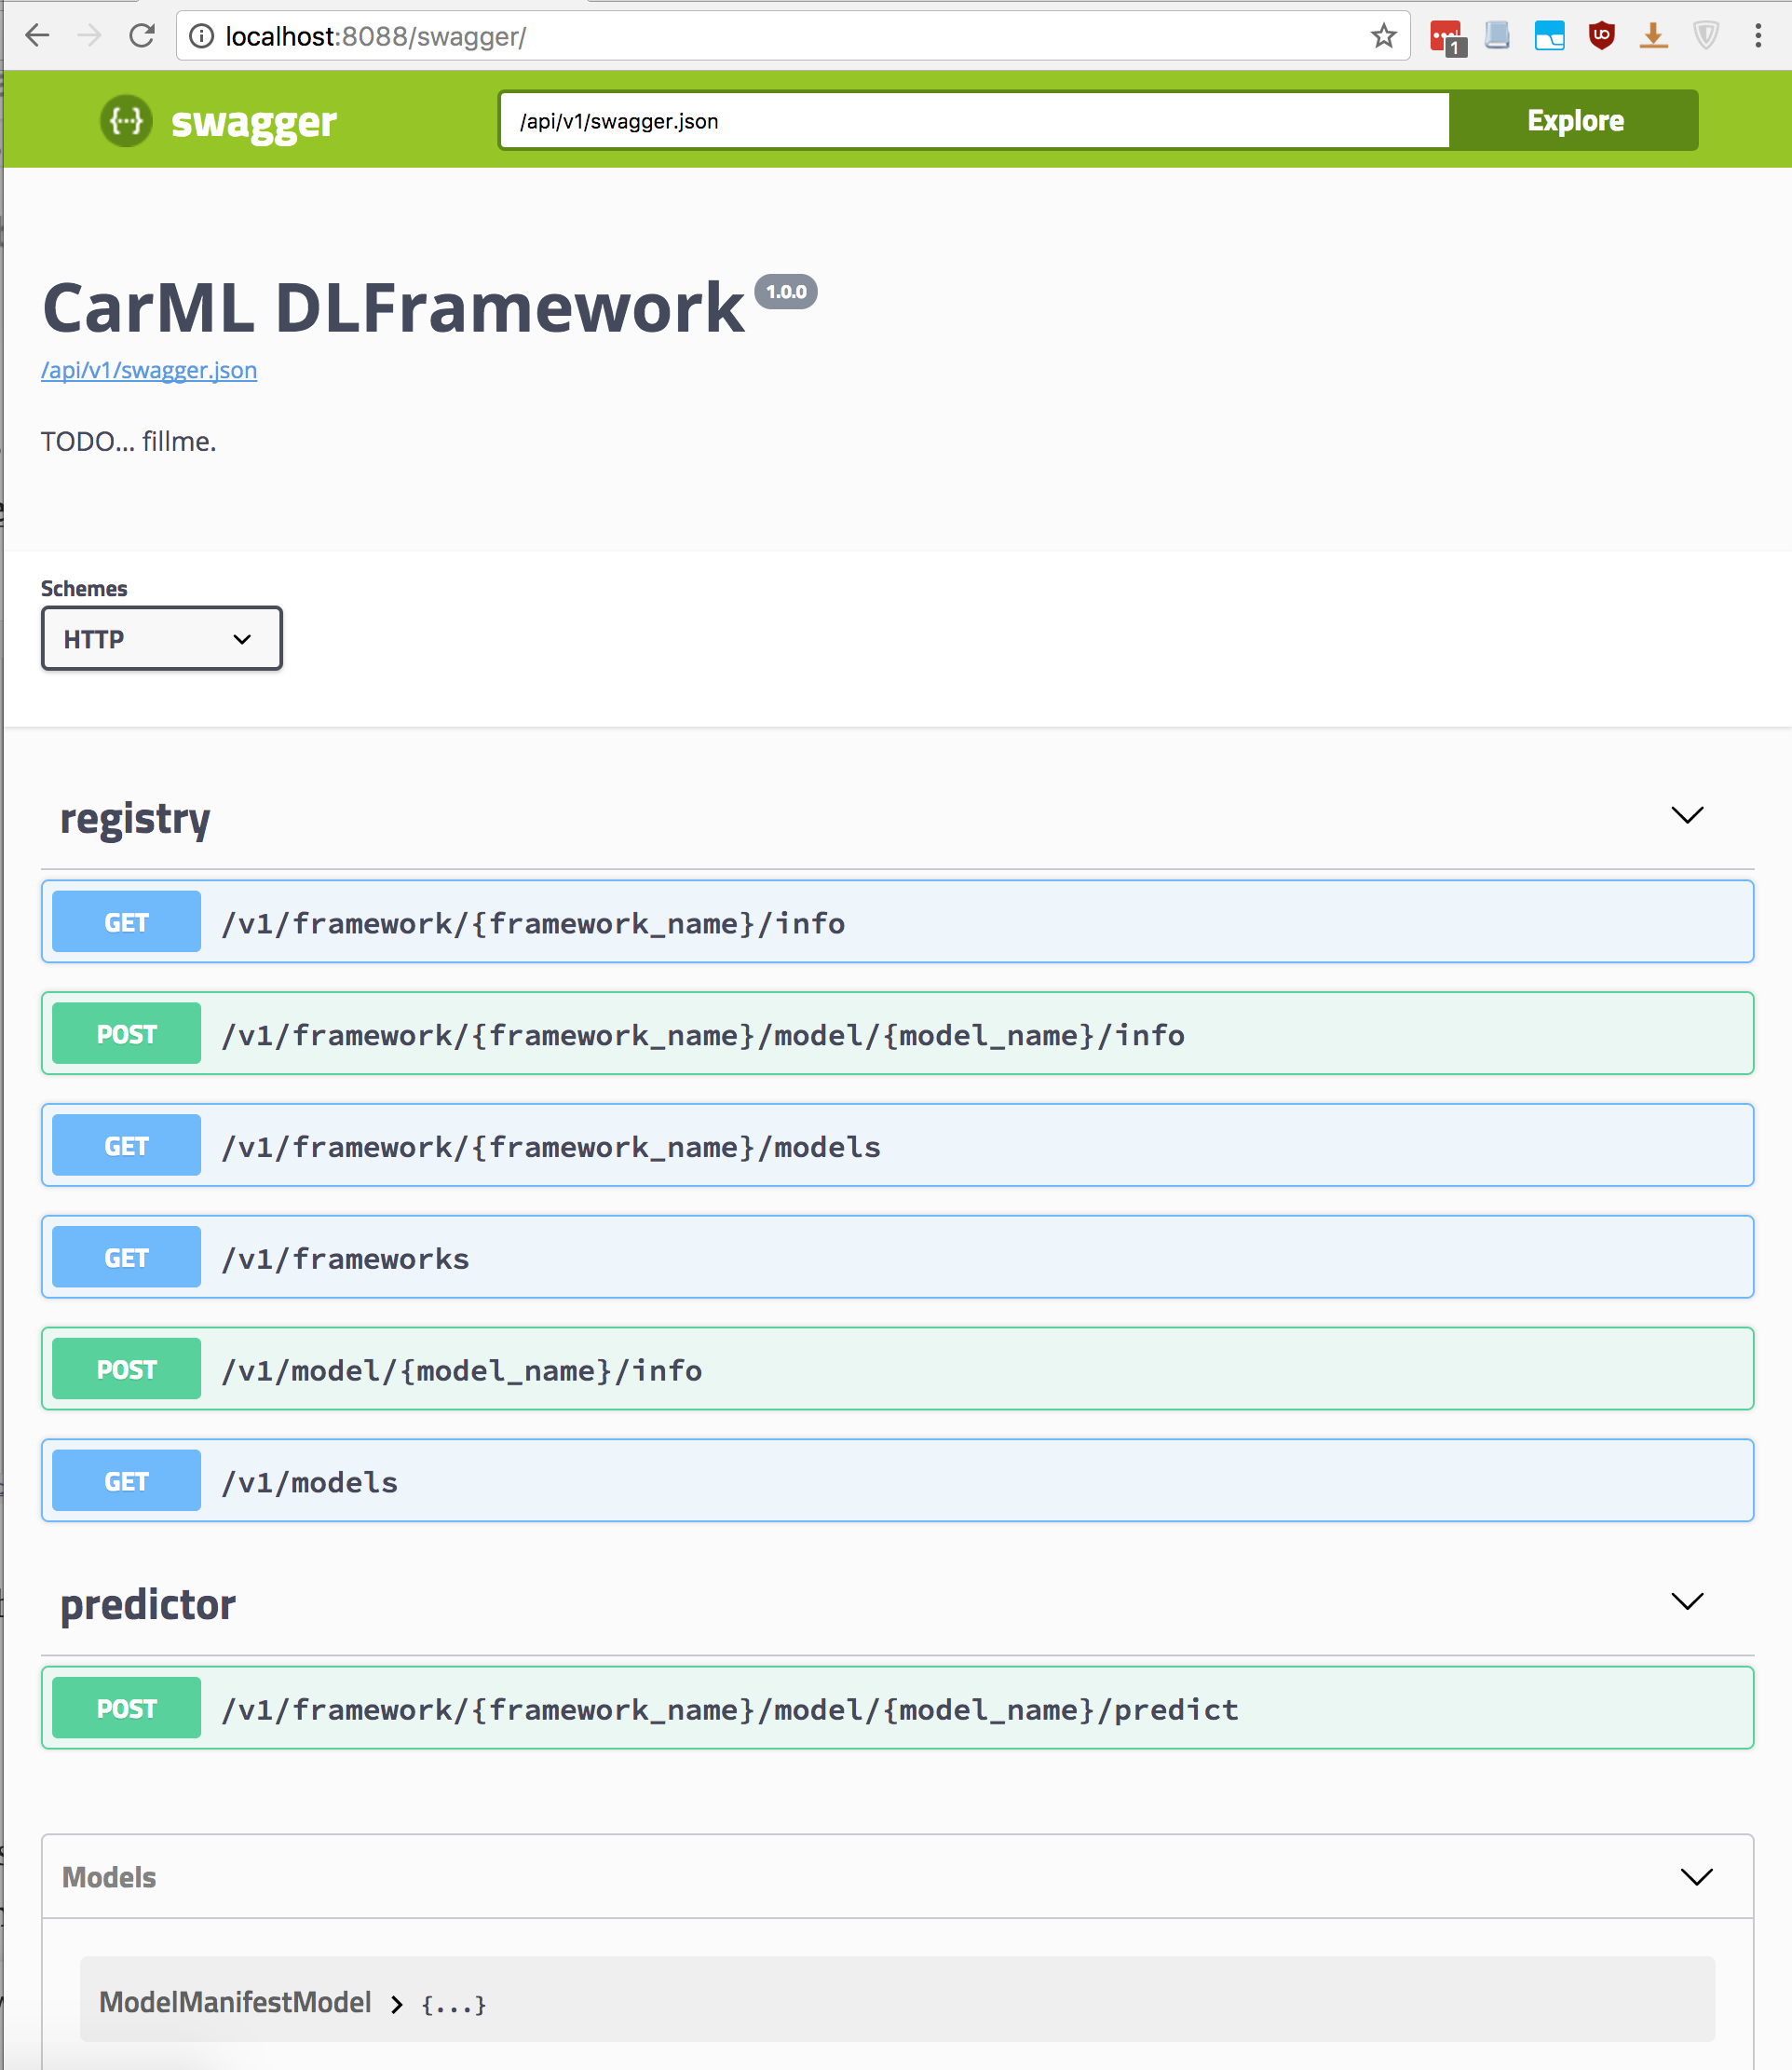 localhost:8088/swagger/
1
{···} swagger
/api/v1/swagger.json
Explore
CarML DLFramework 1.0.0
/api/v1/swagger.json
TODO... fillme.
Schemes
HTTP
registry
GET /v1/framework/{framework_name}/info
POST /v1/framework/{framework_name}/model/{model_name}/info
GET /v1/framework/{framework_name}/models
GET /v1/frameworks
POST /v1/model/{model_name}/info
GET /v1/models
predictor
POST /v1/framework/{framework_name}/model/{model_name}/predict
Models
ModelManifestModel > {...}